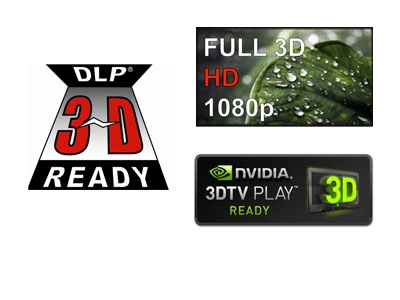 DLP®
3-D
READY
FULL 3D
HD
1080p
NVIDIA.
3DTV PLAY™
READY
3D